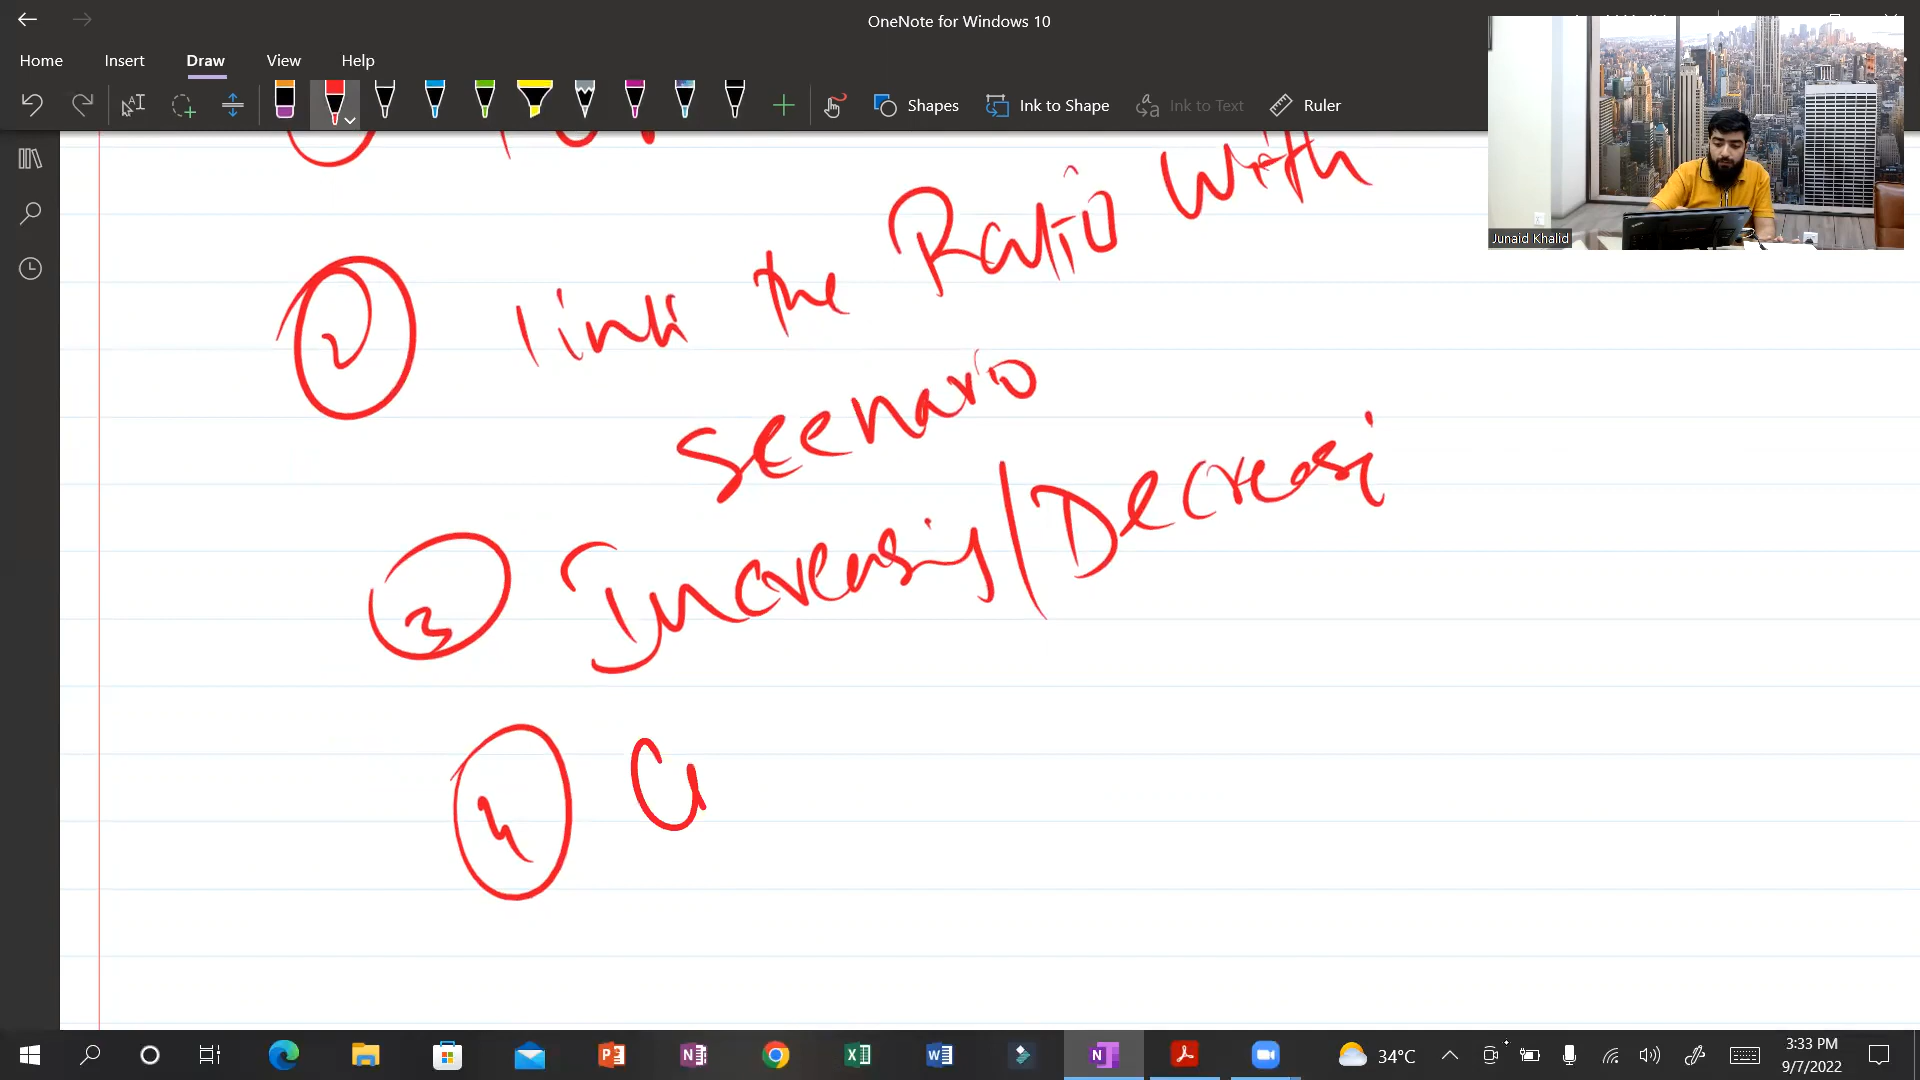 OneNote for Windows 10
Home Insert Draw View Help
Shapes Ink to Shape Ink to Text Ruler
Junaid Khalid
2 link the Ratio With
Seenario
3 Increasing/Decreasi
4
34°C
3:33 PM
9/7/2022